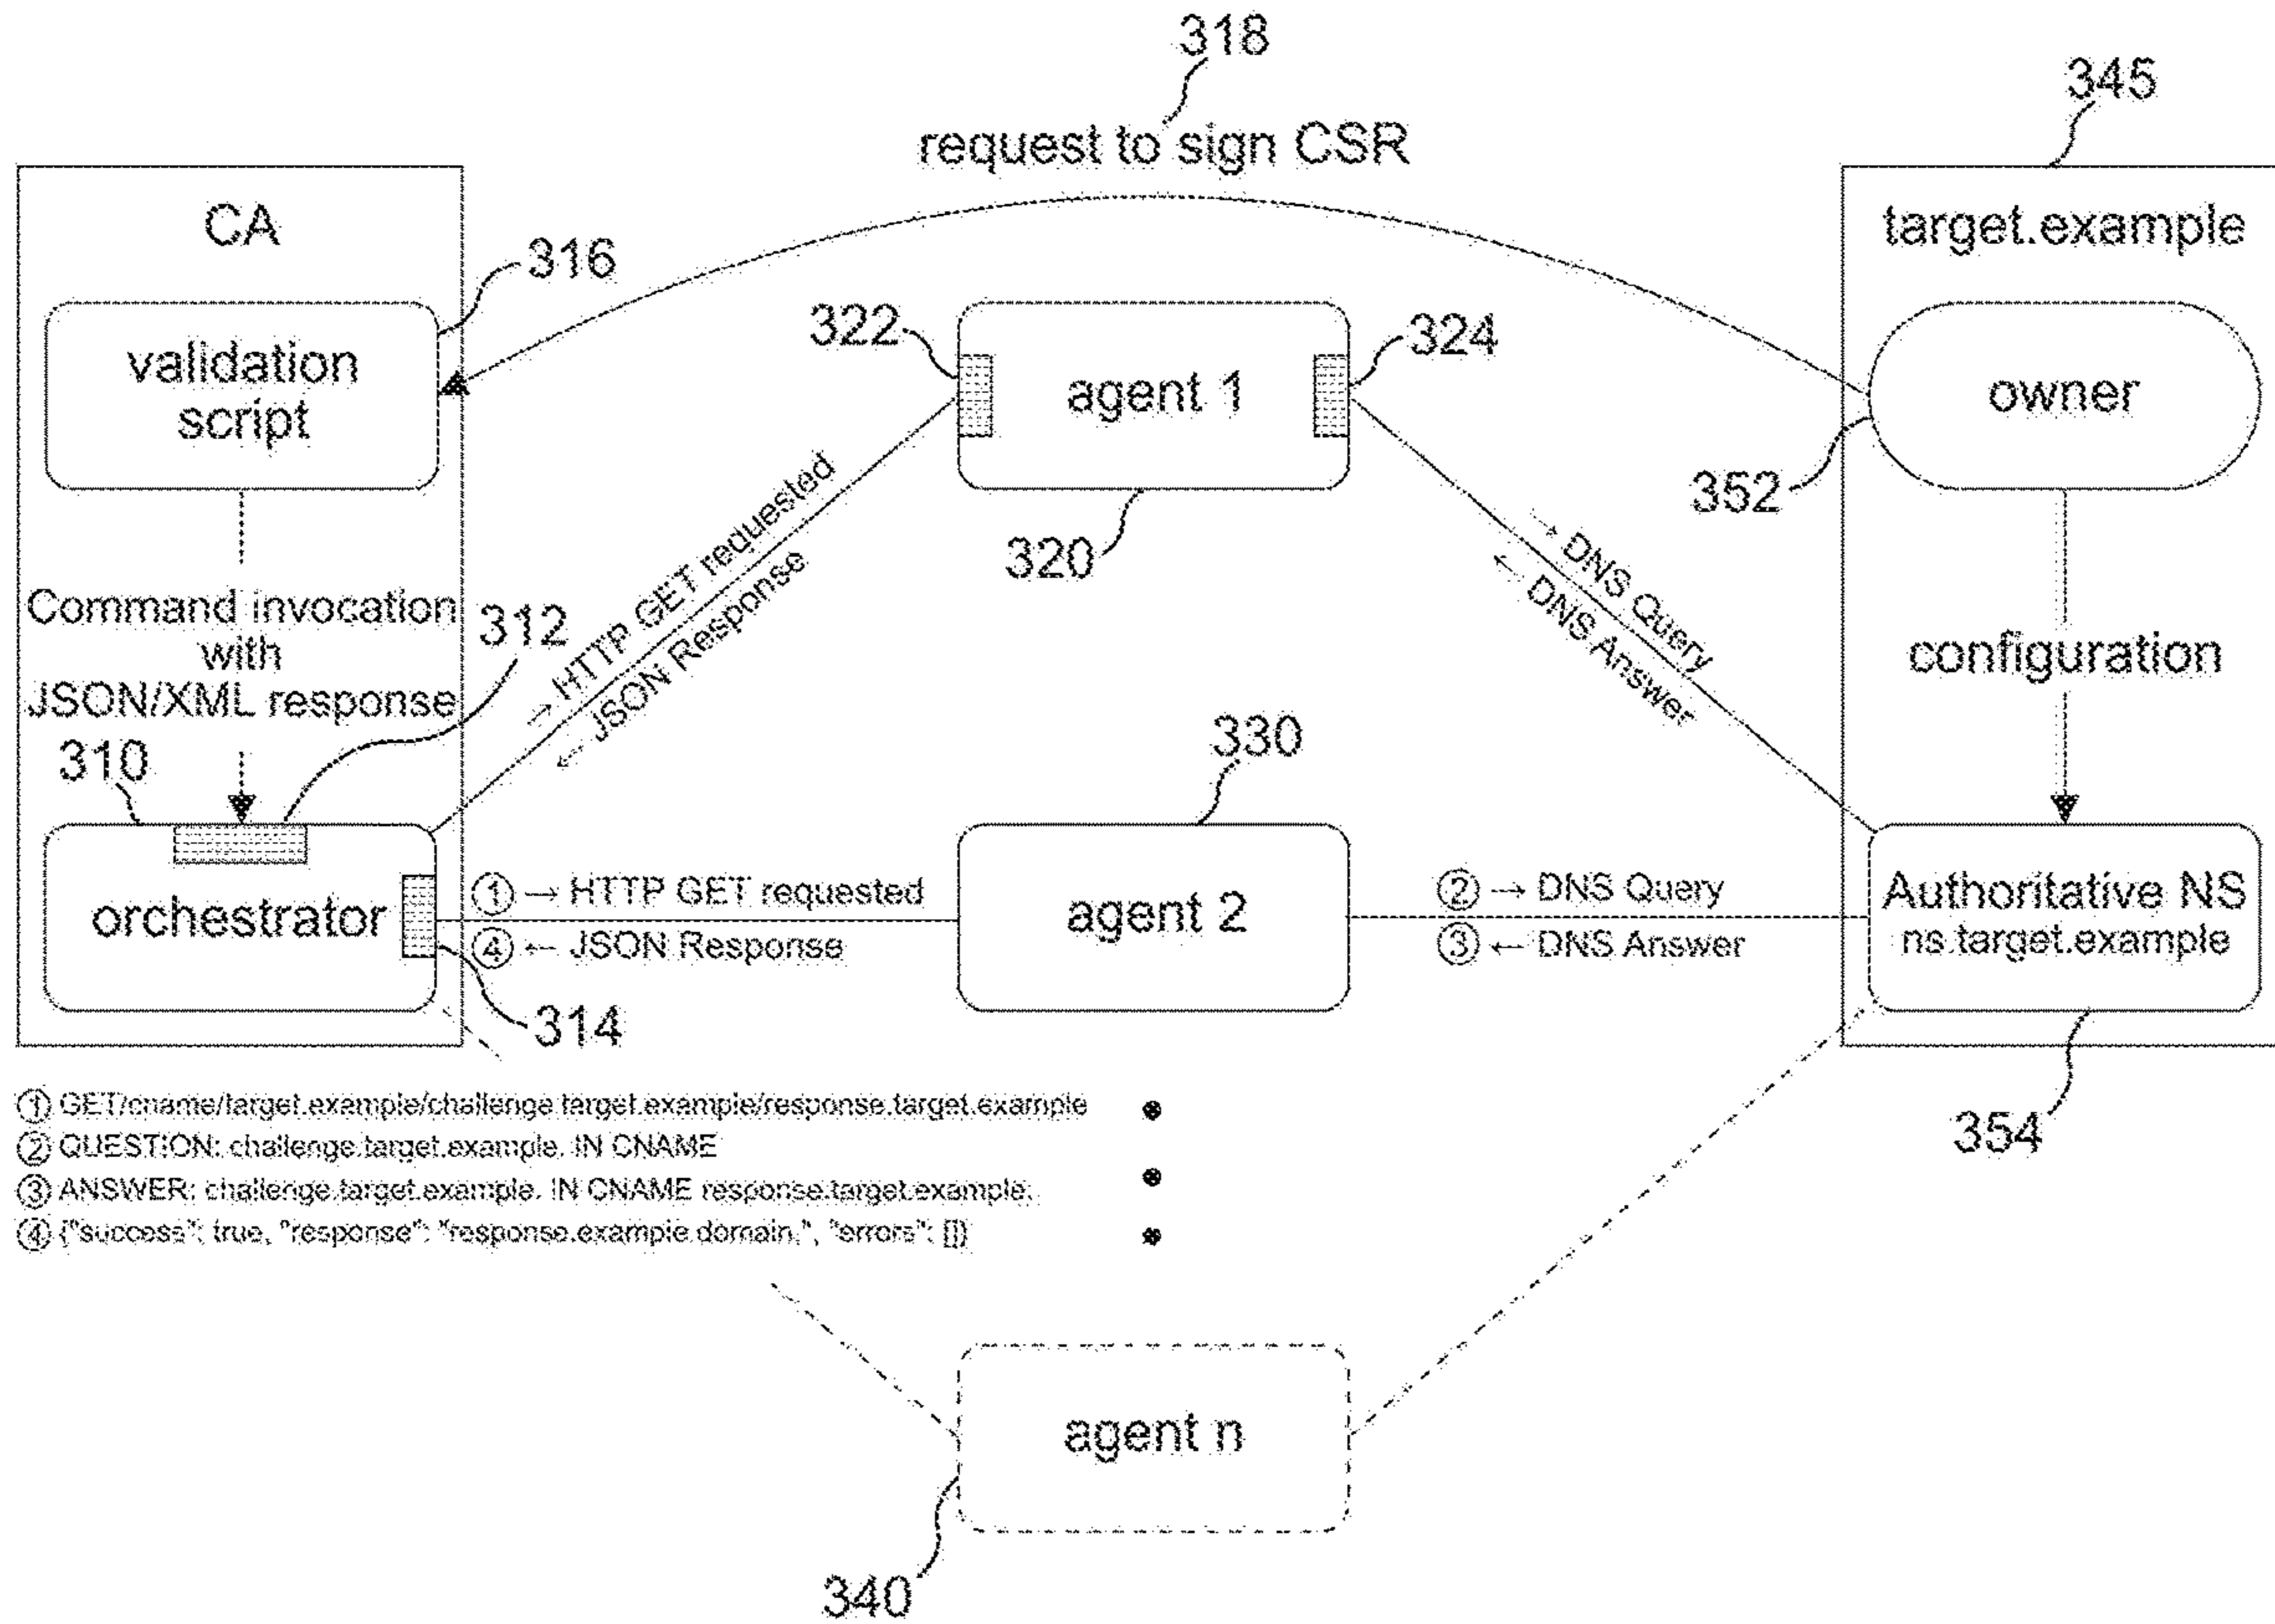 318
request to sign CSR
345
CA
target.example
316
validation
script
322
agent 1
324
owner
352
320
Command invocation
with
JSON/XML response
312
→ HTTP GET requested
← JSON Response
→ DNS Query
← DNS Answer
configuration
310
330
orchestrator
① → HTTP GET requested
④ ← JSON Response
agent 2
② → DNS Query
③ ← DNS Answer
Authoritative NS
ns.target.example
314
354
① GET/cname/target.example/challenge.target.example/response.target.example
② QUESTION: challenge.target.example. IN CNAME
③ ANSWER: challenge.target.example. IN CNAME response.target.example.
④ {"success": true, "response": "response.example.domain.", "errors": []}
agent n
340